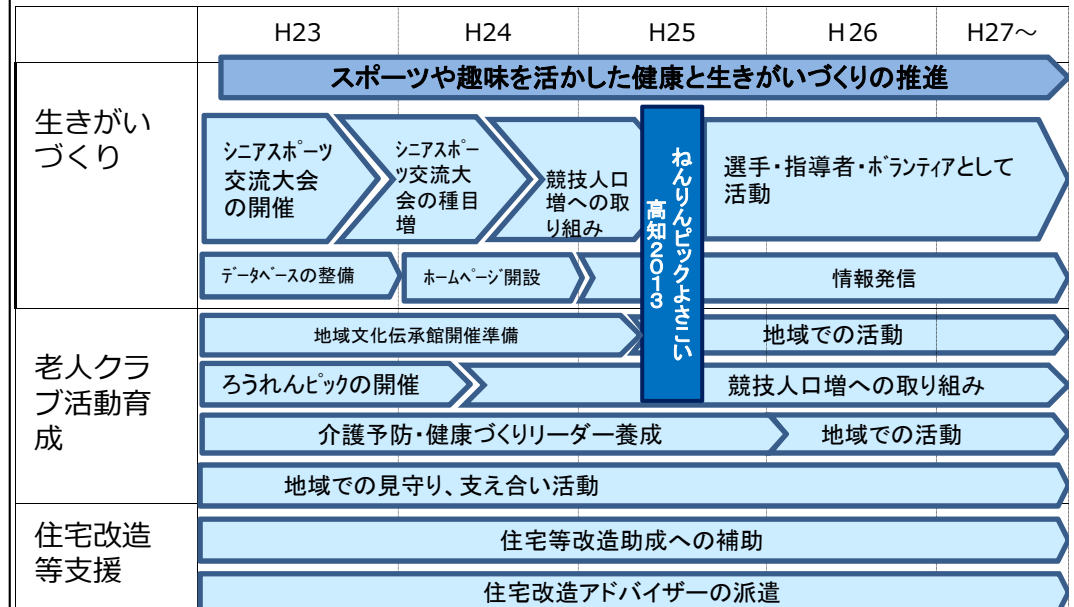 H23 H24 H25 H26 H27～
スポーツや趣味を活かした健康と生きがいづくりの推進
生きがい
づくり
ｼﾆｱｽﾎﾟｰﾂ
交流大会
の開催
ｼﾆｱｽﾎﾟｰ
ﾂ交流大
会の種目
増
競技人口
増への取
り組み
ねんりんピックよさこい
高知2013
選手・指導者・ﾎﾞﾗﾝﾃｨｱとして
活動
ﾃﾞｰﾀﾍﾞｰｽの整備
ﾎｰﾑﾍﾟｰｼﾞ開設
情報発信
老人クラ
ブ活動育
成
地域文化伝承館開催準備
地域での活動
ろうれんﾋﾟｯｸの開催
競技人口増への取り組み
介護予防・健康づくりリーダー養成
地域での活動
地域での見守り、支え合い活動
住宅改造
等支援
住宅等改造助成への補助
住宅改造アドバイザーの派遣